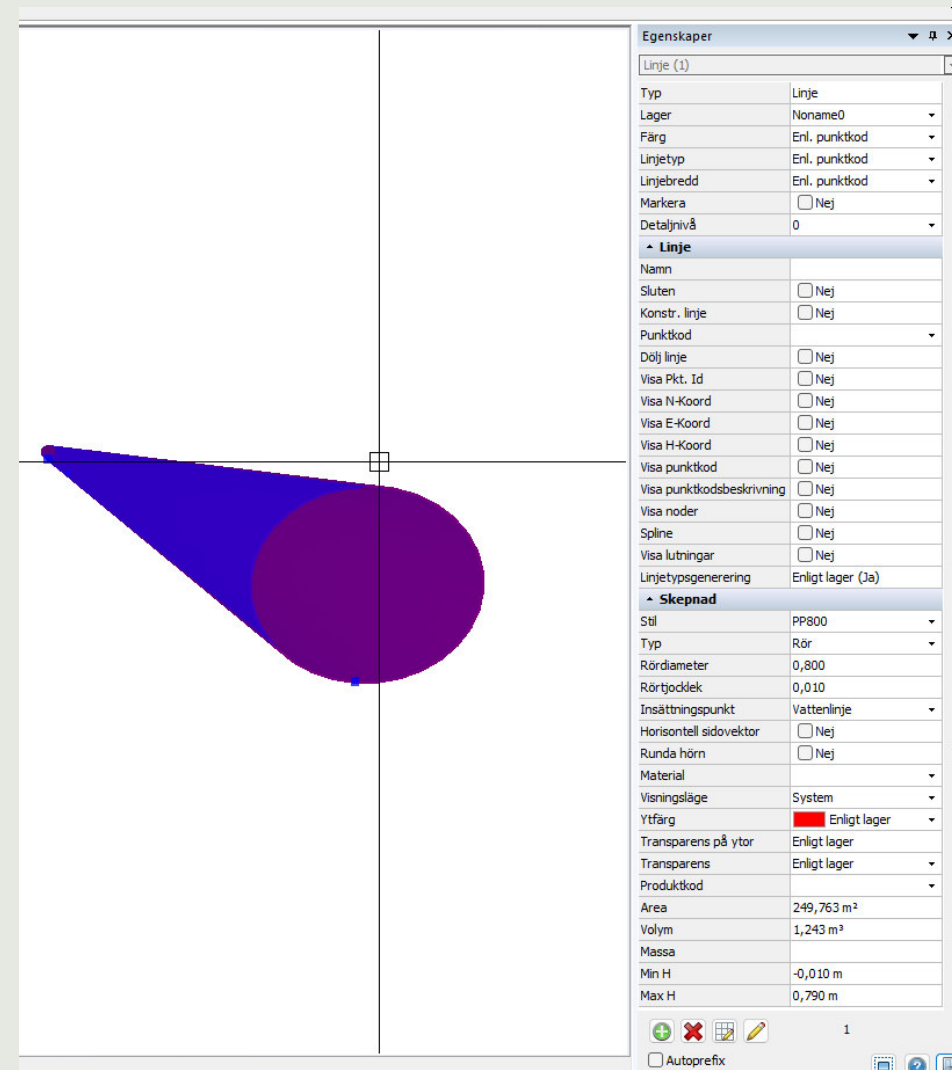 Egenskaper
Linje (1)
Typ Linje
Lager Noname0
Färg Enl. punktkod
Linjetyp Enl. punktkod
Linjebredd Enl. punktkod
Markera Nej
Detaljnivå 0
Linje
Namn
Sluten Nej
Konstr. linje Nej
Punktkod
Dölj linje Nej
Visa Pkt. Id Nej
Visa N-Koord Nej
Visa E-Koord Nej
Visa H-Koord Nej
Visa punktkod Nej
Visa punktkodsbeskrivning Nej
Visa noder Nej
Spline Nej
Visa lutningar Nej
Linjetypsgenerering Enligt lager (Ja)
Skepnad
Stil PP800
Typ Rör
Rördiameter 0,800
Rörtjocklek 0,010
Insättningspunkt Vattenlinje
Horisontell sidovektor Nej
Runda hörn Nej
Material
Visningsläge System
Ytfärg Enligt lager
Transparens på ytor Enligt lager
Transparens Enligt lager
Produktkod
Area 249,763 m²
Volym 1,243 m³
Massa
Min H -0,010 m
Max H 0,790 m
1
Autoprefix